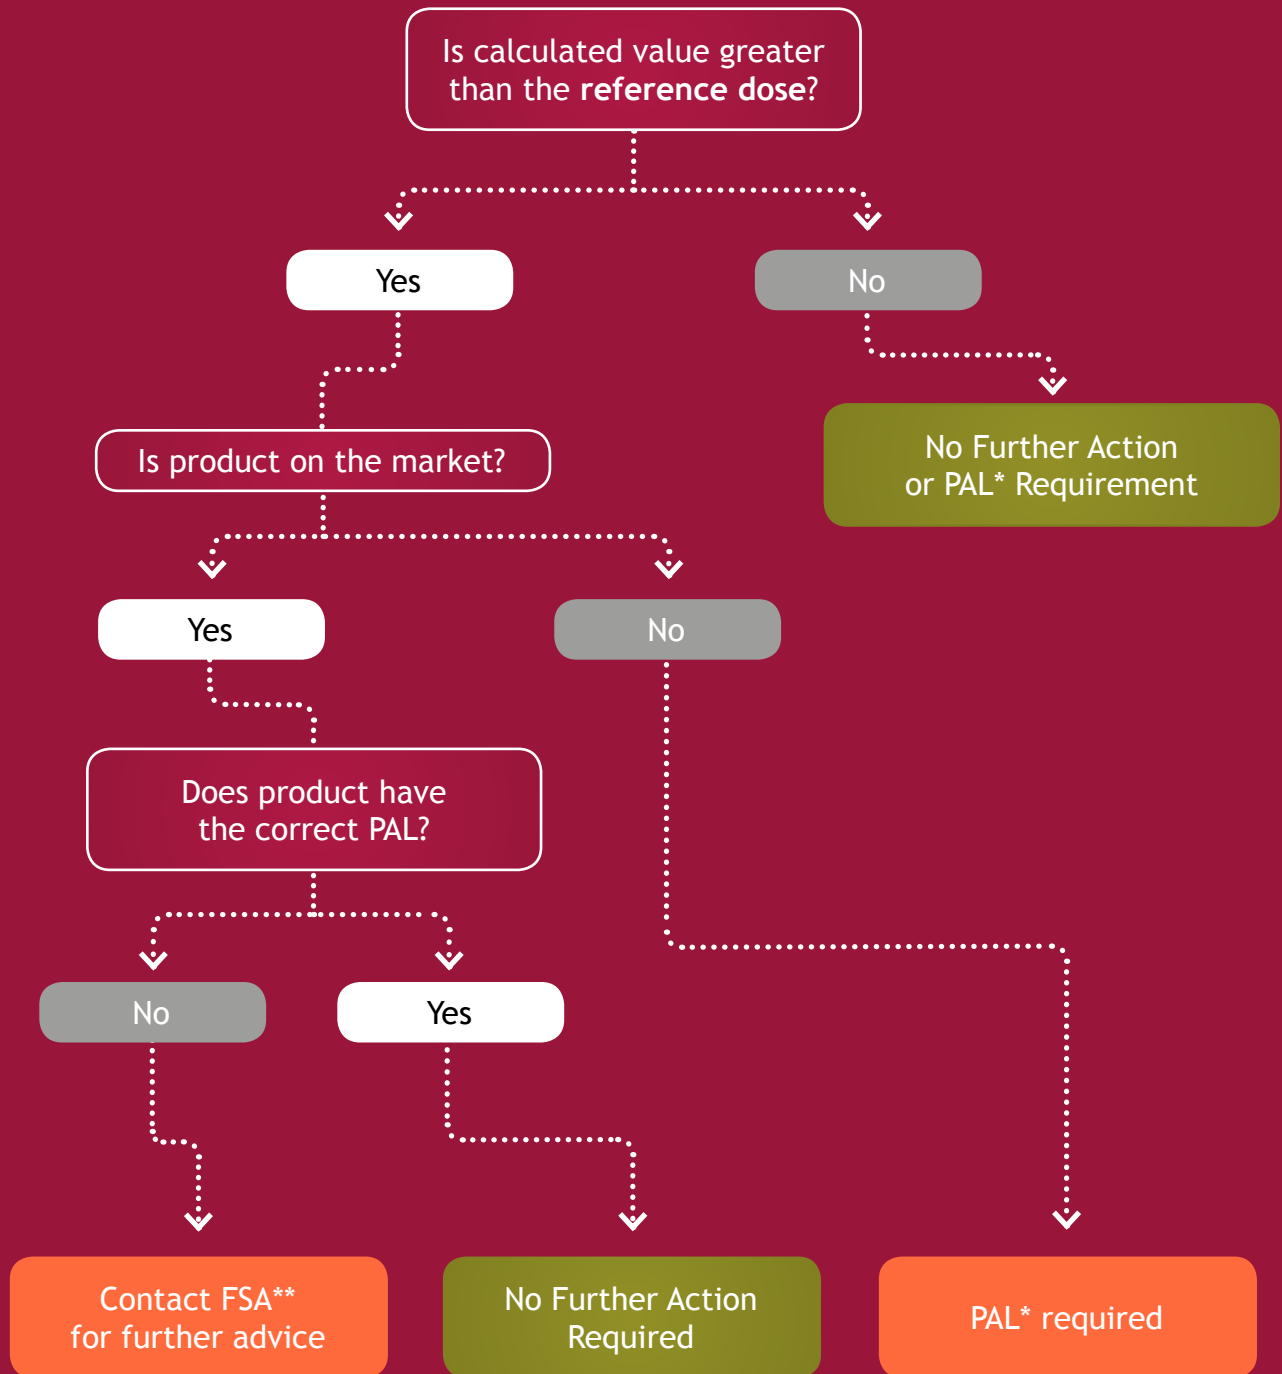 Is calculated value greater
than the reference dose?
Yes
No
No Further Action
or PAL* Requirement
Is product on the market?
Yes
No
Does product have
the correct PAL?
No
Yes
Contact FSA**
for further advice
No Further Action
Required
PAL* required